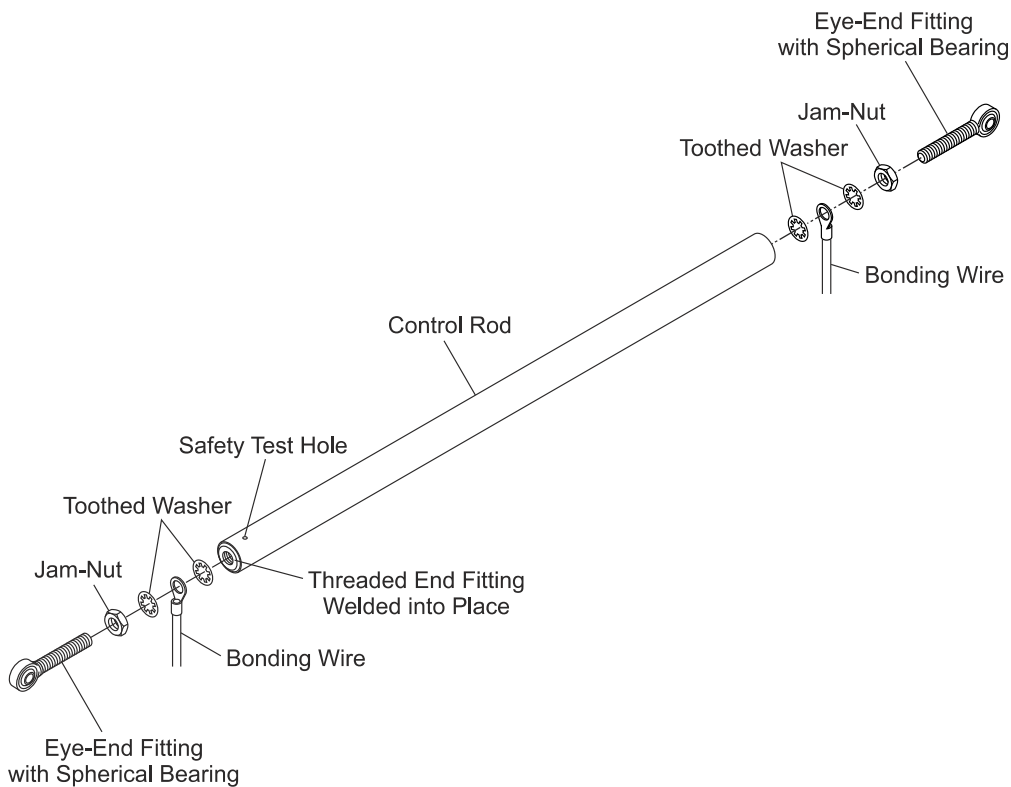 Eye-End Fitting
with Spherical Bearing
Jam-Nut
Toothed Washer
Bonding Wire
Control Rod
Safety Test Hole
Toothed Washer
Jam-Nut
Threaded End Fitting
Welded into Place
Bonding Wire
Eye-End Fitting
with Spherical Bearing